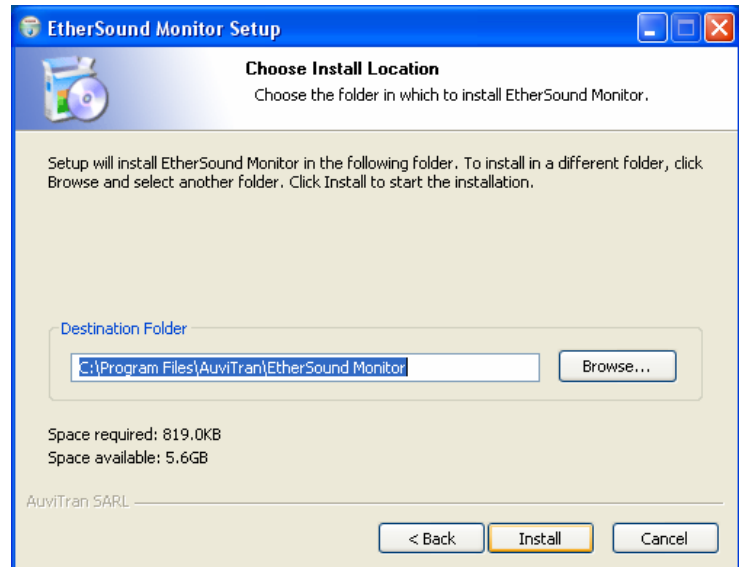 EtherSound Monitor Setup
Choose Install Location
Choose the folder in which to install EtherSound Monitor.
Setup will install EtherSound Monitor in the following folder. To install in a different folder, click
Browse and select another folder. Click Install to start the installation.
Destination Folder
C:\Program Files\AuviTran\EtherSound Monitor
Browse...
Space required: 819.0KB
Space available: 5.6GB
AuviTran SARL
< Back
Install
Cancel